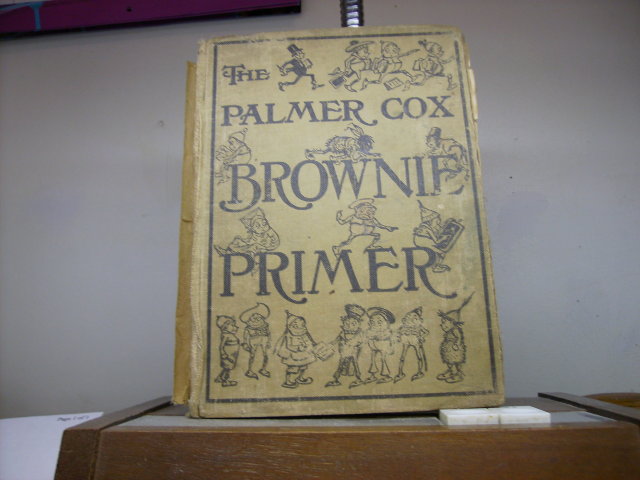 THE
PALMER COX
BROWNIE
PRIMER